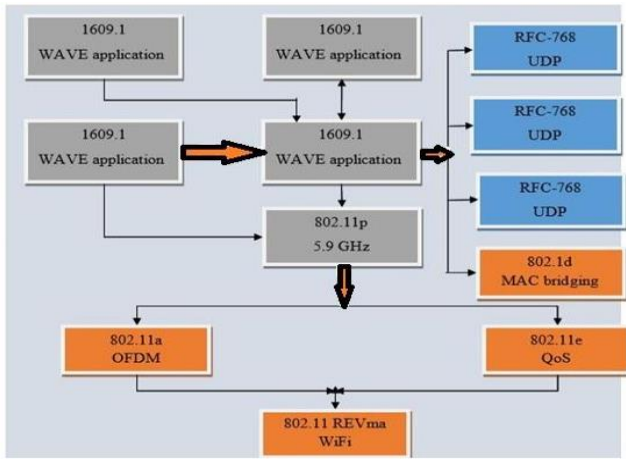 1609.1
WAVE application
1609.1
WAVE application
RFC-768
UDP
1609.1
WAVE application
1609.1
WAVE application
RFC-768
UDP
RFC-768
UDP
802.11p
5.9 GHz
802.1d
MAC bridging
802.11a
OFDM
802.11e
QoS
802.11 REVma
WiFi